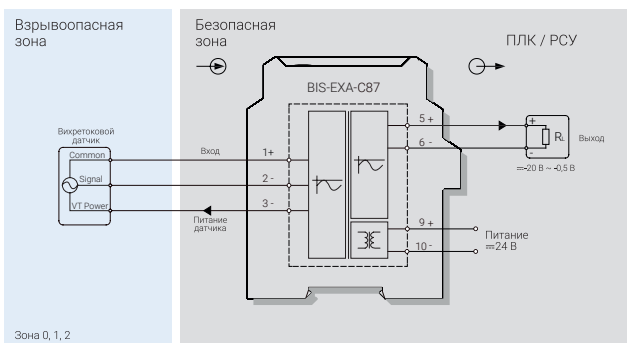 Взрывоопасная
зона
Безопасная
зона
ПЛК / РСУ
BIS-EXA-C87
Вихретоковой
датчик
Common
Signal
VT Power
Вход
1+
2 -
3 -
Питание
датчика
5 +
6 -
9 +
10 -
+
RL
-
Выход
⎓-20 В ~ -0,5 В
Питание
⎓24 В
Зона 0, 1, 2